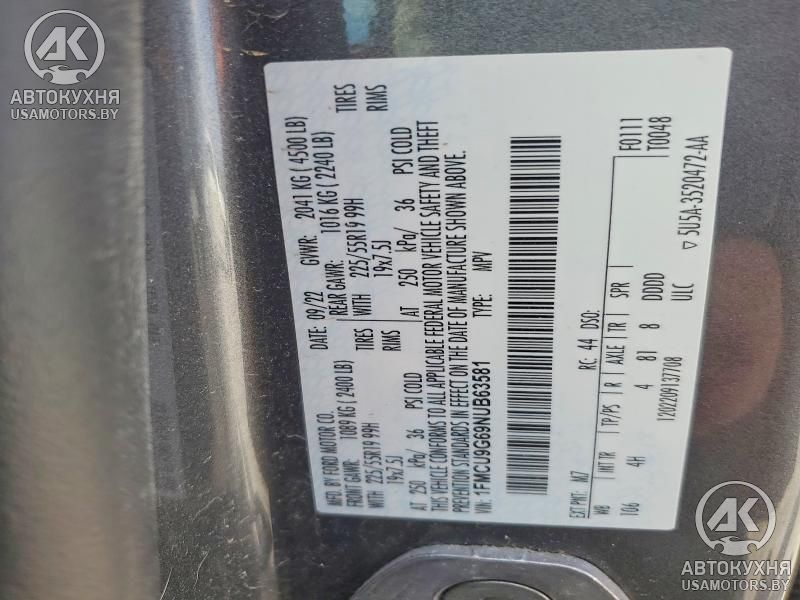 AK
АВТОКУХНЯ
USAMOTORS.BY
MFD. BY FORD MOTOR CO.
DATE: 09/22 GVWR: 2041 KG ( 4500 LB)
FRONT GAWR: 1089 KG ( 2400 LB)
REAR GAWR: 1016 KG ( 2240 LB)
WITH 225/55R19 99H TIRES
WITH 225/55R19 99H TIRES
19x7.5J RIMS
19x7.5J RIMS
AT 250 kPa/ 36 PSI COLD
AT 250 kPa/ 36 PSI COLD
THIS VEHICLE CONFORMS TO ALL APPLICABLE FEDERAL MOTOR VEHICLE SAFETY AND THEFT
PREVENTION STANDARDS IN EFFECT ON THE DATE OF MANUFACTURE SHOWN ABOVE.
VIN: 1FMCU9G69NUB63581 TYPE: MPV
F0111
T0048
EXT PNT: M7 RC: 44 DSO:
WB INT TR TP/PS R AXLE TR SPR
106 4H 4 81 8 DDDD
1202209137708 ULC
▽ 5U5A-3520472-AA
AK
АВТОКУХНЯ
USAMOTORS.BY